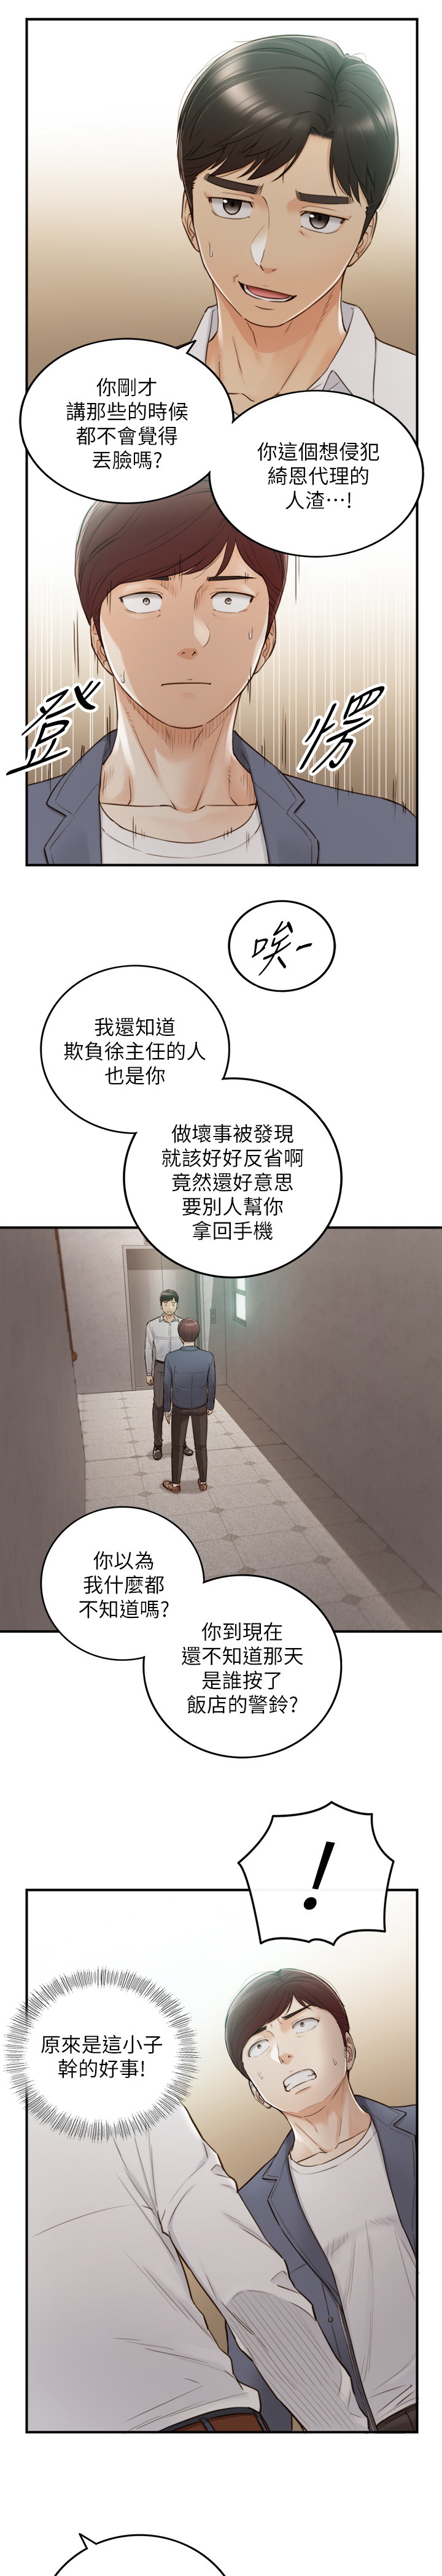 你剛才
講那些的時候
都不會覺得
丟臉嗎?
你這個想侵犯
綺恩代理的
人渣…!
登
愣
唉~
我還知道
欺負徐主任的人
也是你
做壞事被發現
就該好好反省啊
竟然還好意思
要別人幫你
拿回手機
你以為
我什麼都
不知道嗎?
你到現在
還不知道那天
是誰按了
飯店的警鈴?
!
原來是這小子
幹的好事!